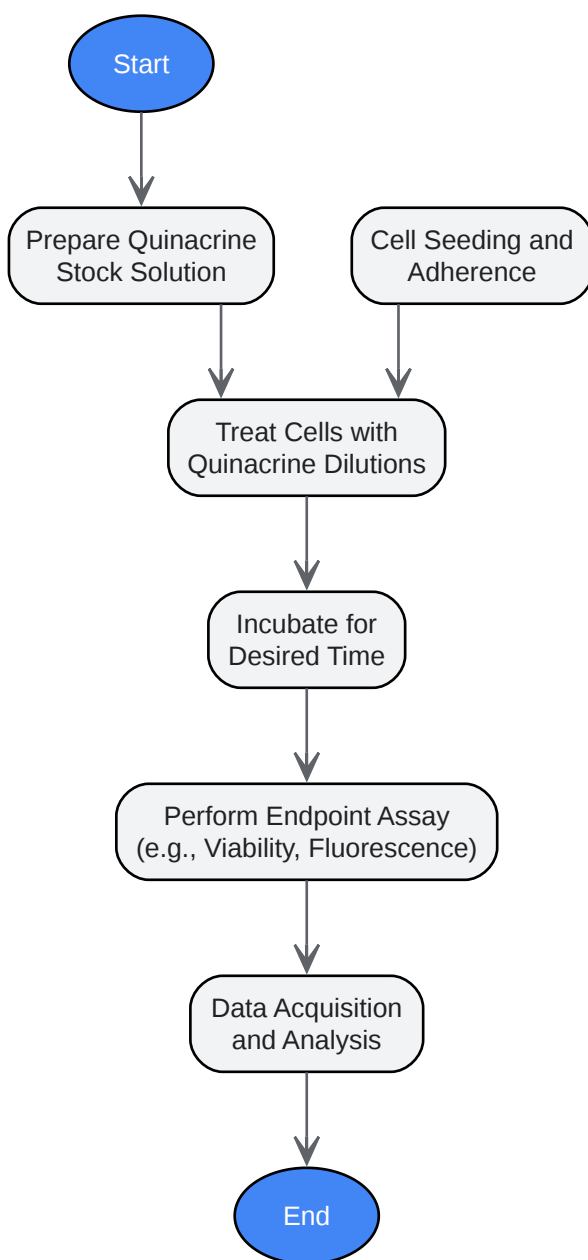 Start
Prepare Quinacrine
Stock Solution
Cell Seeding and
Adherence
Treat Cells with
Quinacrine Dilutions
Incubate for
Desired Time
Perform Endpoint Assay
(e.g., Viability, Fluorescence)
Data Acquisition
and Analysis
End